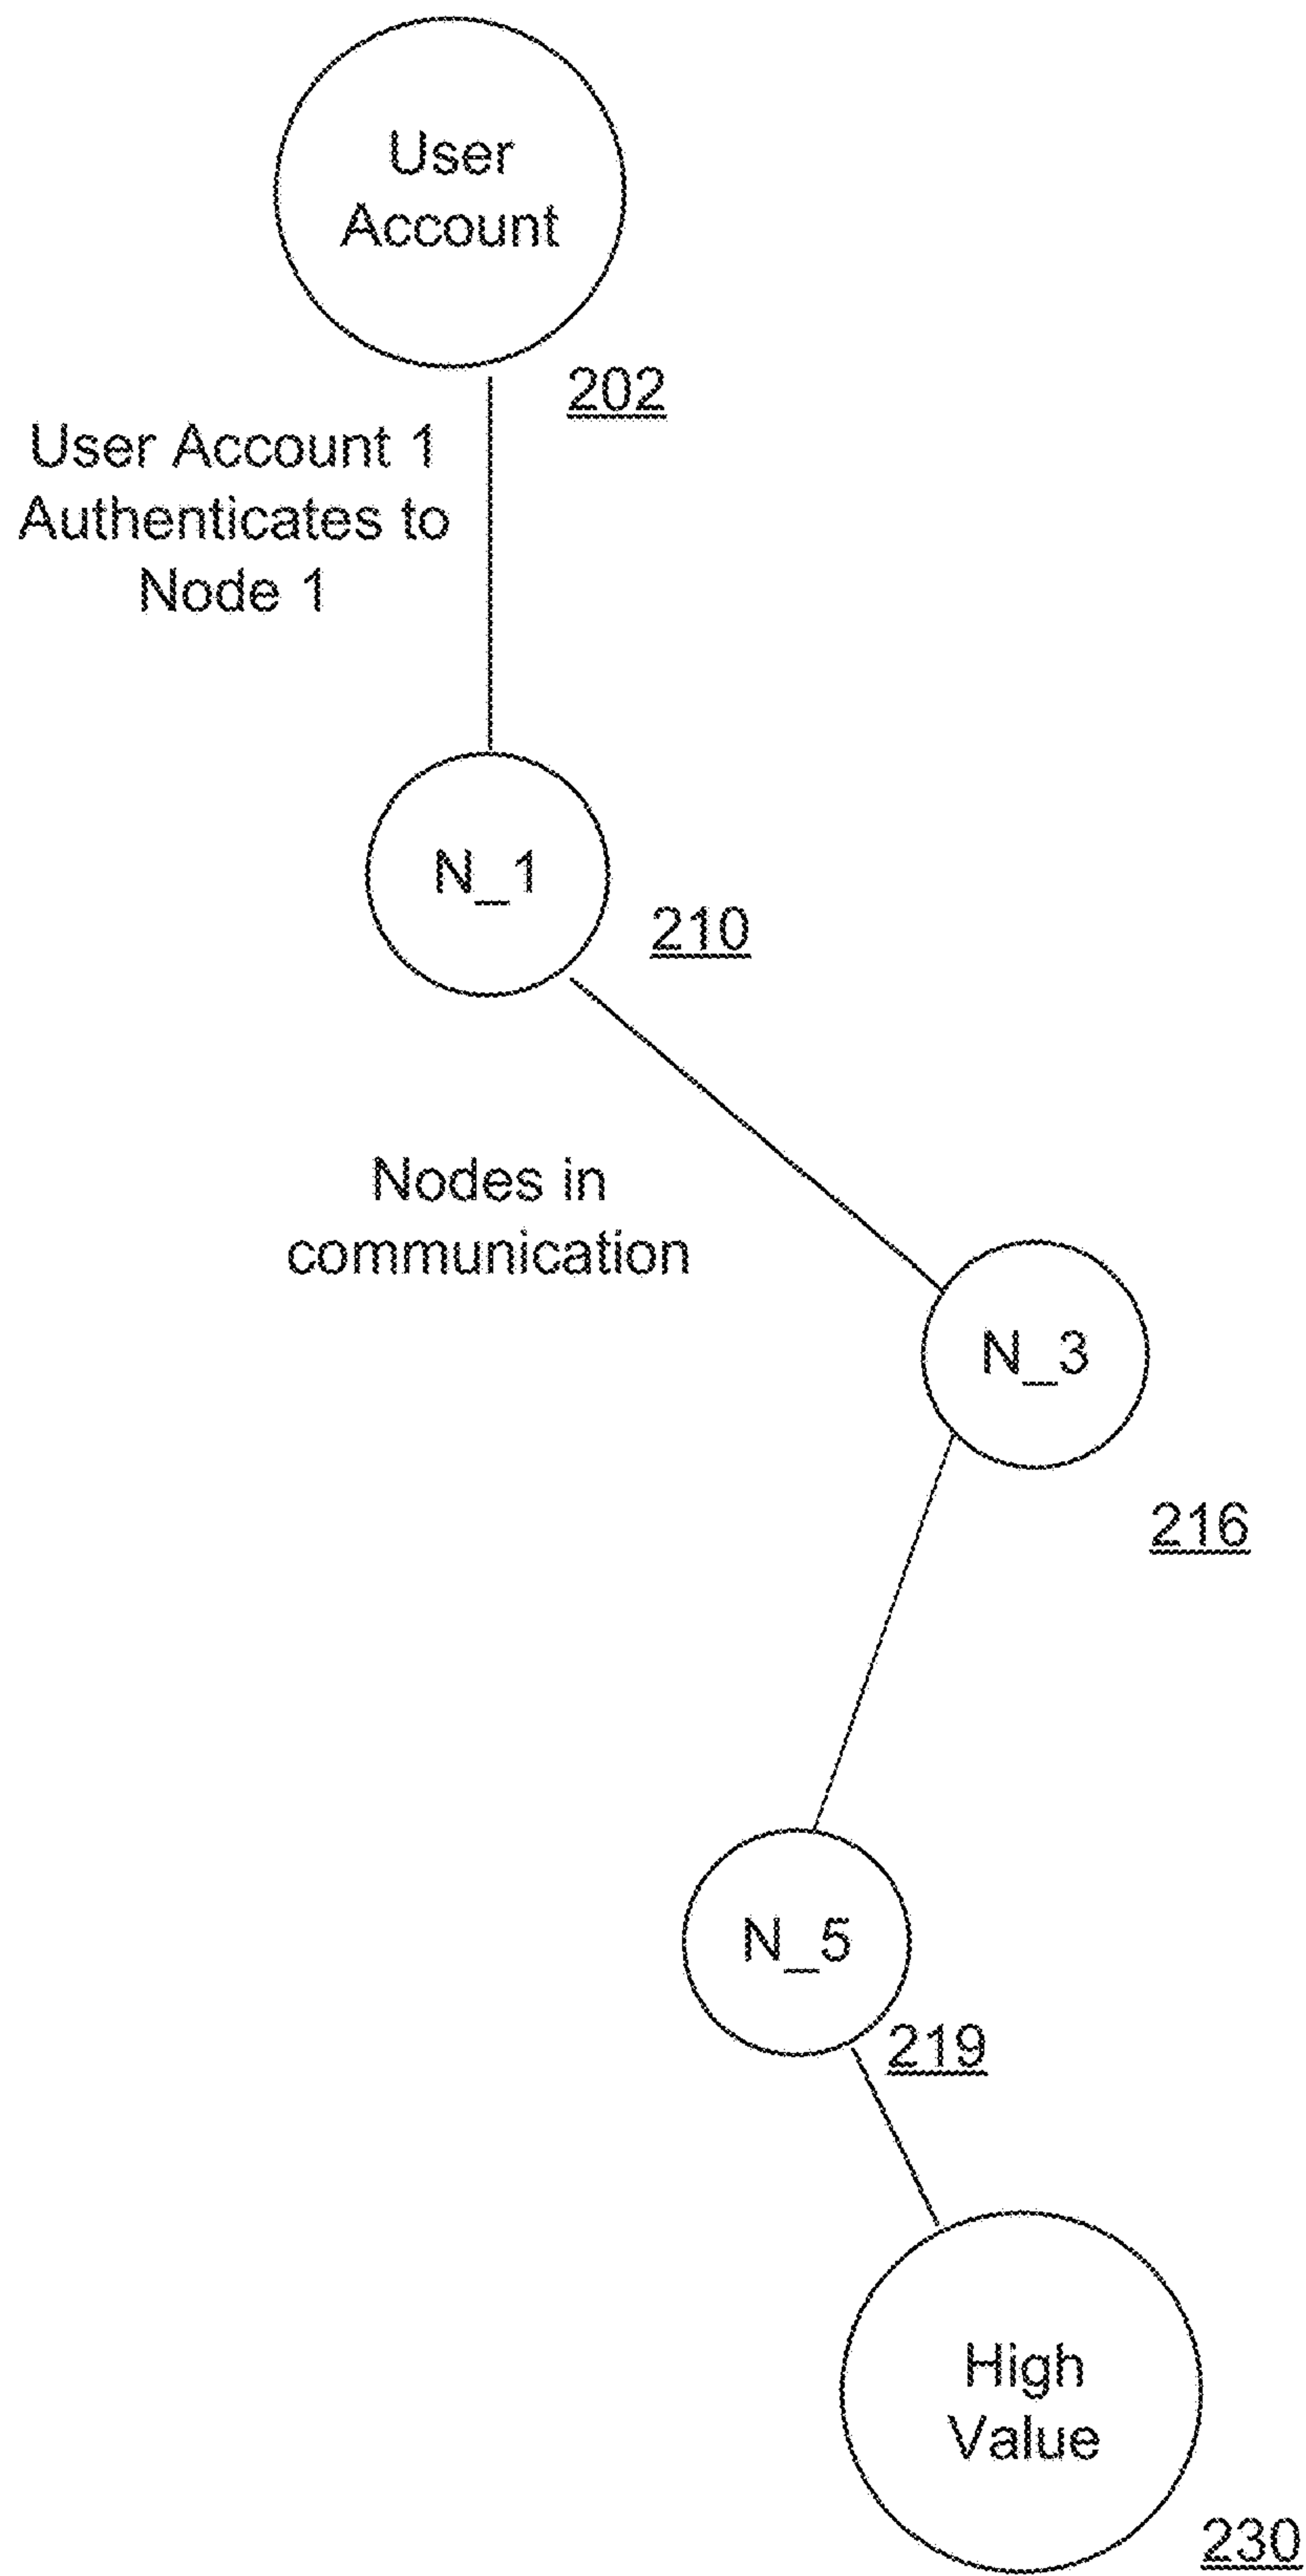 User
Account
202
User Account 1
Authenticates to
Node 1
N_1
210
Nodes in
communication
N_3
216
N_5
219
High
Value
230